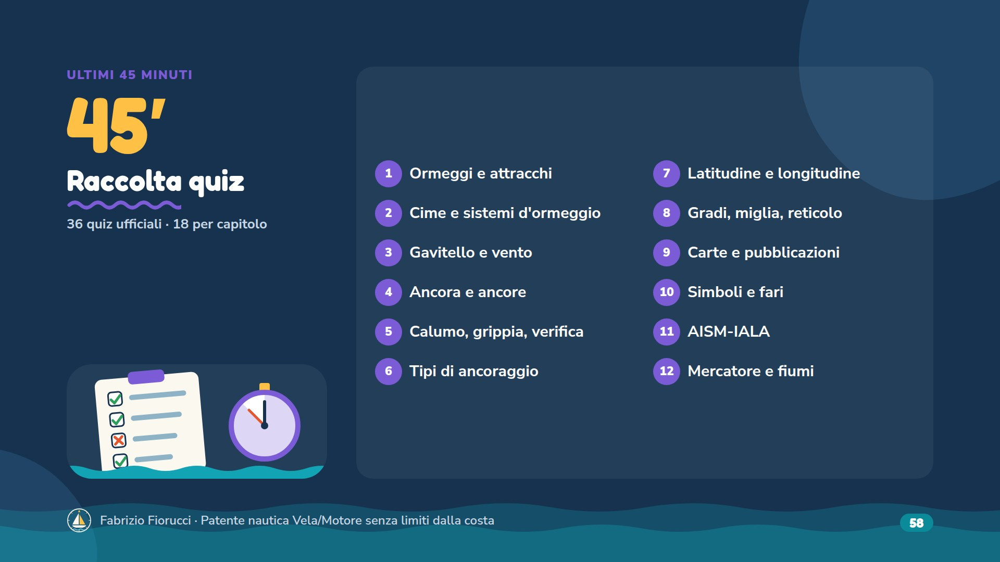 ULTIMI 45 MINUTI
45′
Raccolta quiz
36 quiz ufficiali · 18 per capitolo
1 Ormeggi e attracchi
2 Cime e sistemi d'ormeggio
3 Gavitello e vento
4 Ancora e ancore
5 Calumo, grippia, verifica
6 Tipi di ancoraggio
7 Latitudine e longitudine
8 Gradi, miglia, reticolo
9 Carte e pubblicazioni
10 Simboli e fari
11 AISM-IALA
12 Mercatore e fiumi
Fabrizio Fiorucci · Patente nautica Vela/Motore senza limiti dalla costa
58